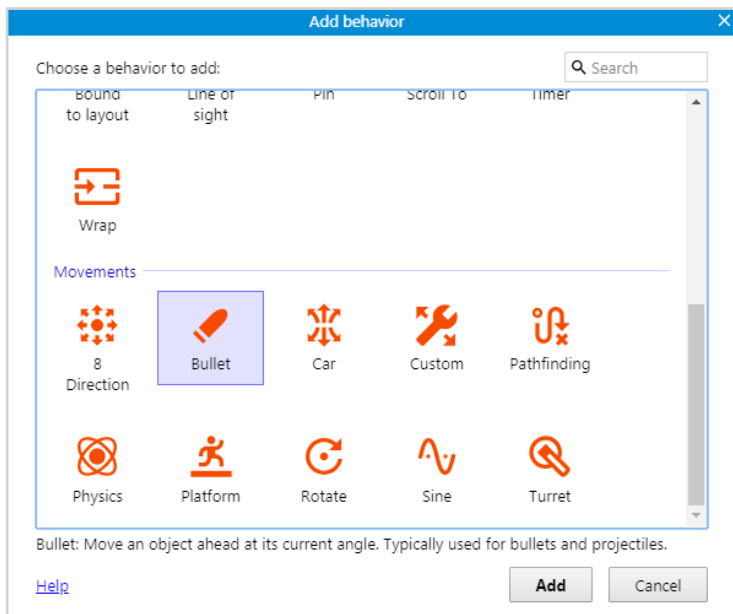 Add behavior
Choose a behavior to add:
Search
Bound to layout
Line of sight
Pin
Scroll To
Timer
Wrap
Movements
8 Direction
Bullet
Car
Custom
Pathfinding
Physics
Platform
Rotate
Sine
Turret
Bullet: Move an object ahead at its current angle. Typically used for bullets and projectiles.
Help
Add
Cancel